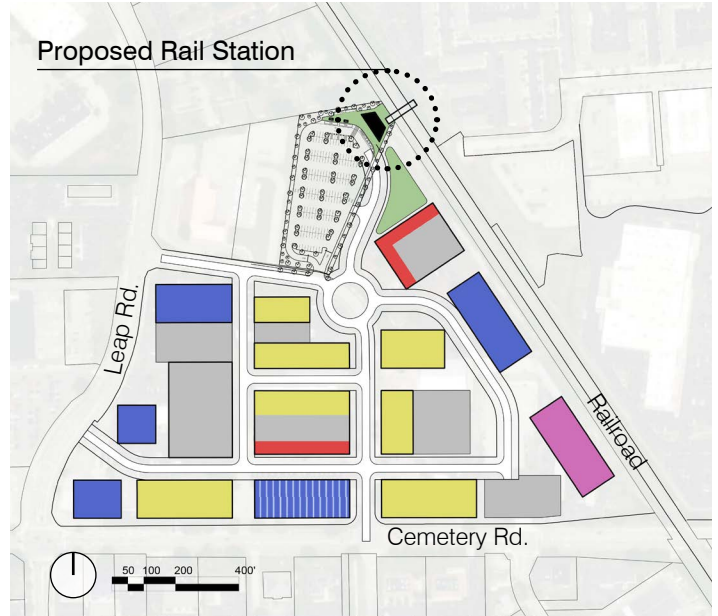 Proposed Rail Station
Leap Rd.
Railroad
Cemetery Rd.
50 100 200 400'